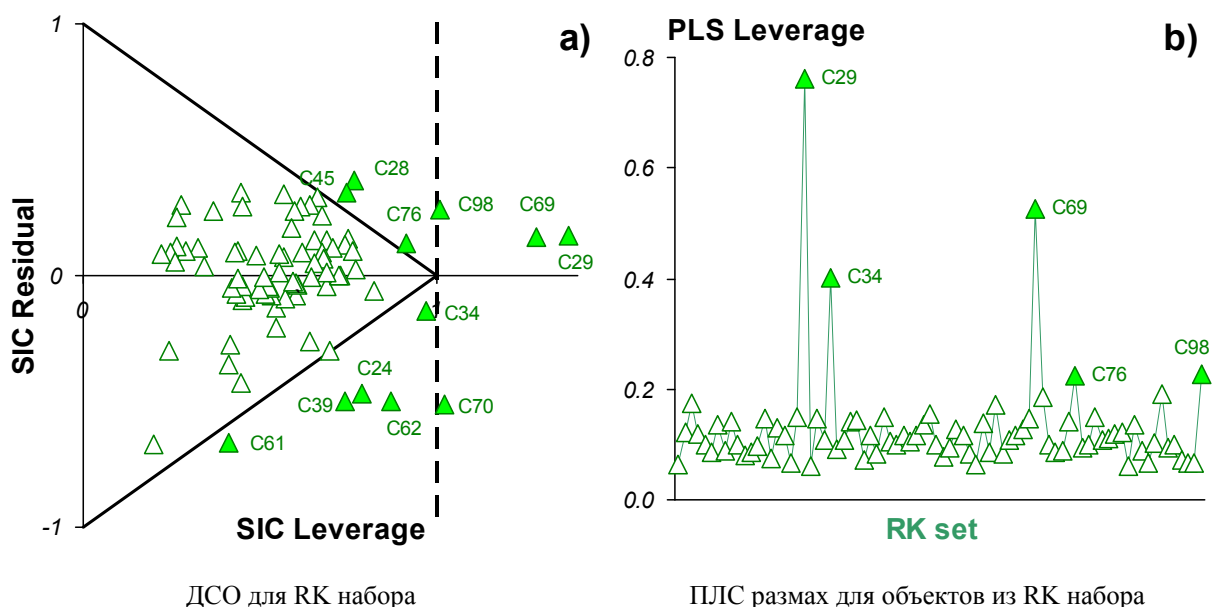 1
a)
SIC Residual
C45
C28
C76
C98
C69
C29
0
0
1
C34
C24
C39
C62
C70
C61
-1
SIC Leverage
ДСО для RK набора
PLS Leverage
b)
0.8
C29
0.6
C69
0.4
C34
C76
C98
0.2
0.0
RK set
ПЛС размах для объектов из RK набора